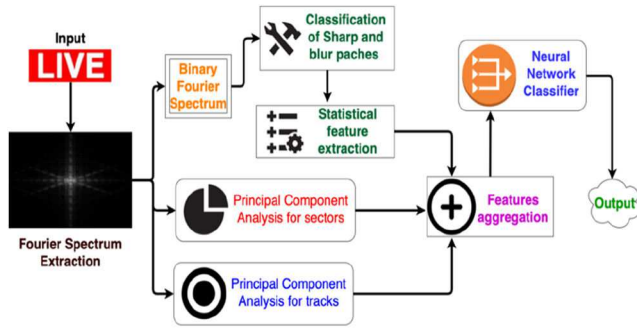 Input
LIVE
Fourier Spectrum
Extraction
Binary
Fourier
Spectrum
Classification
of Sharp and
blur paches
Statistical
feature
extraction
Principal Component
Analysis for sectors
Principal Component
Analysis for tracks
Features
aggregation
Neural
Network
Classifier
Output